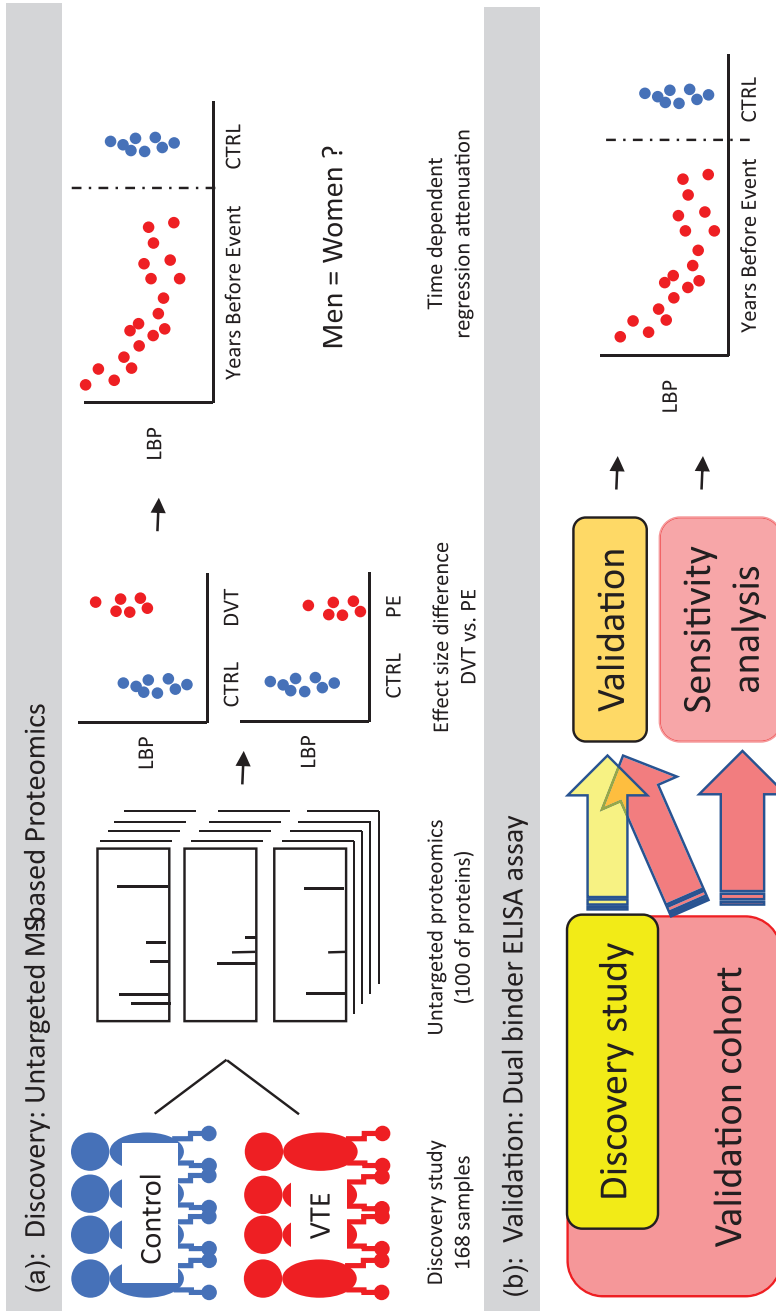 (a): Discovery: Untargeted MSbased Proteomics
Control
VTE
Discovery study
168 samples
Untargeted proteomics
(100 of proteins)
LBP
CTRL
DVT
LBP
CTRL
PE
Effect size difference
DVT vs. PE
LBP
Years Before Event
CTRL
Men = Women ?
Time dependent
regression attenuation
(b): Validation: Dual binder ELISA assay
Discovery study
Validation cohort
Validation
Sensitivity
analysis
LBP
Years Before Event
CTRL